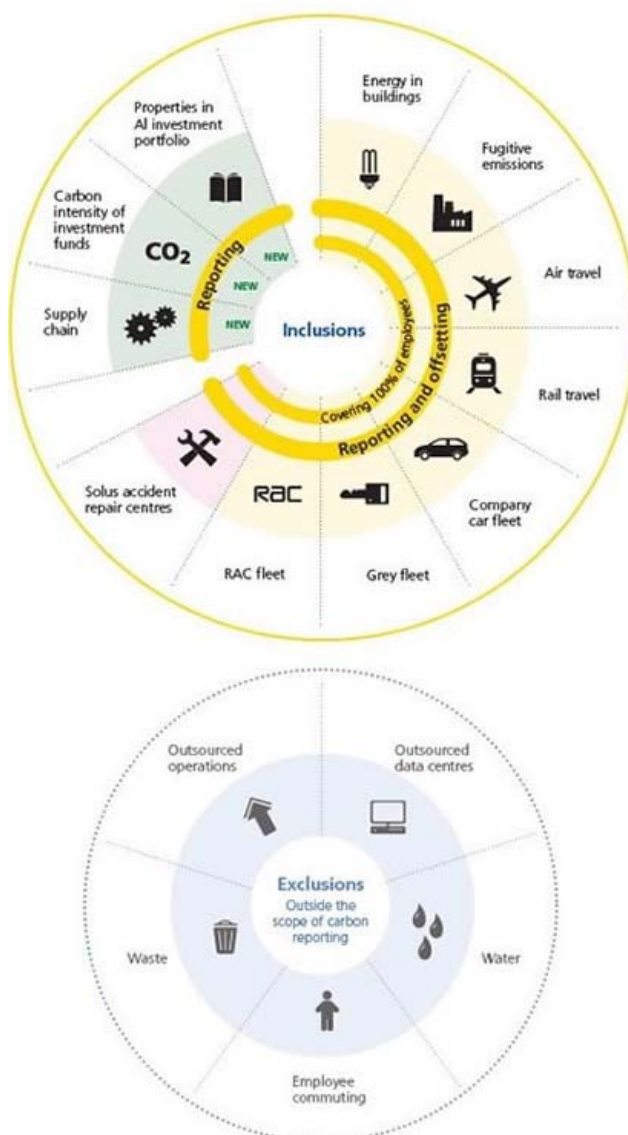 Energy in
buildings
Fugitive
emissions
Air travel
Rail travel
Company
car fleet
Grey fleet
RAC fleet
Solus accident
repair centres
Supply
chain
Carbon
intensity of
investment
funds
Properties in
AI investment
portfolio
CO₂
RAC
NEW
NEW
NEW
Reporting
Inclusions
Covering 100% of employees
Reporting and offsetting
Outsourced
operations
Outsourced
data centres
Water
Employee
commuting
Waste
Exclusions
Outside the
scope of carbon
reporting